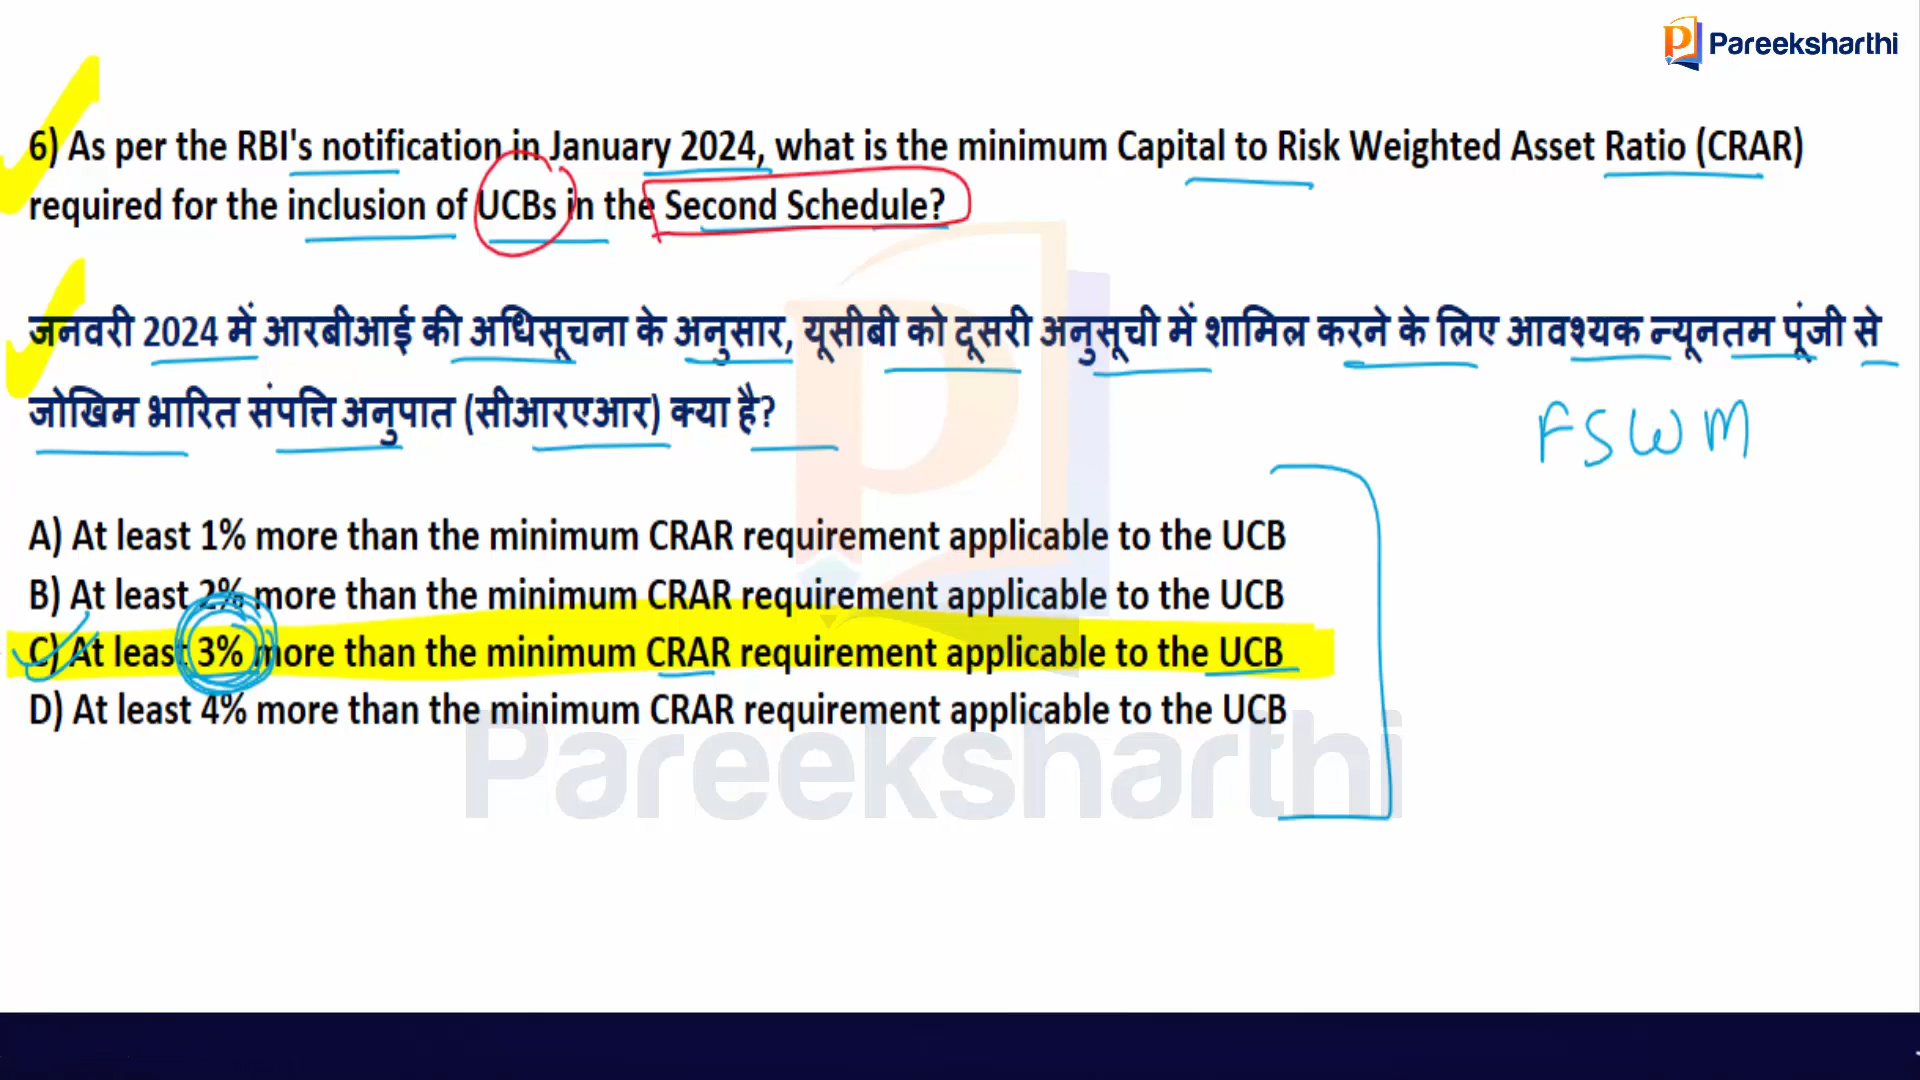 Pareeksharthi
6) As per the RBI's notification in January 2024, what is the minimum Capital to Risk Weighted Asset Ratio (CRAR)
required for the inclusion of UCBs in the Second Schedule?
जनवरी 2024 में आरबीआई की अधिसूचना के अनुसार, यूसीबी को दूसरी अनुसूची में शामिल करने के लिए आवश्यक न्यूनतम पूंजी से
जोखिम भारित संपत्ति अनुपात (सीआरएआर) क्या है?
FSWM
A) At least 1% more than the minimum CRAR requirement applicable to the UCB
B) At least 2% more than the minimum CRAR requirement applicable to the UCB
C) At least 3% more than the minimum CRAR requirement applicable to the UCB
D) At least 4% more than the minimum CRAR requirement applicable to the UCB
Pareeksharthi